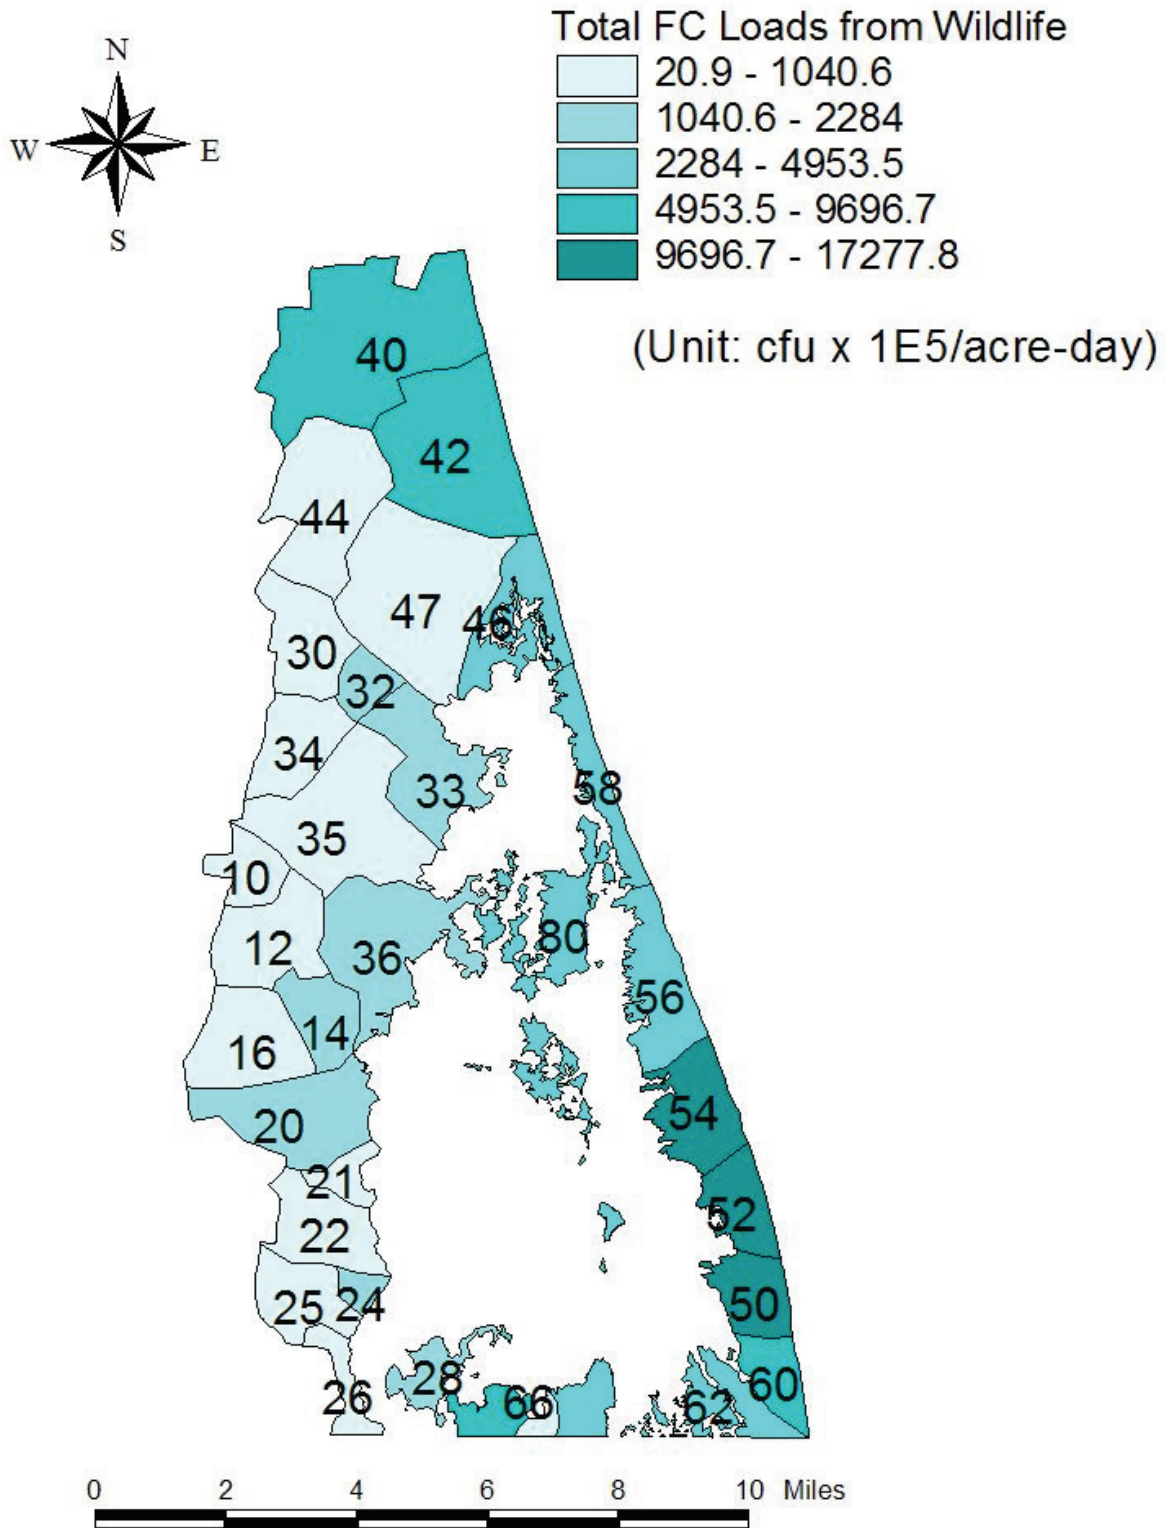 Total FC Loads from Wildlife
N
20.9 - 1040.6
1040.6 - 2284
W E
2284 - 4953.5
4953.5 - 9696.7
S
9696.7 - 17277.8
(Unit: cfu x 1E5/acre-day)
40
42
44
47
46
30
32
34
33
58
35
10
12
36
80
56
14
16
54
20
21
52
22
25
24
50
28
60
26
66
62
0 2 4 6 8 10 Miles